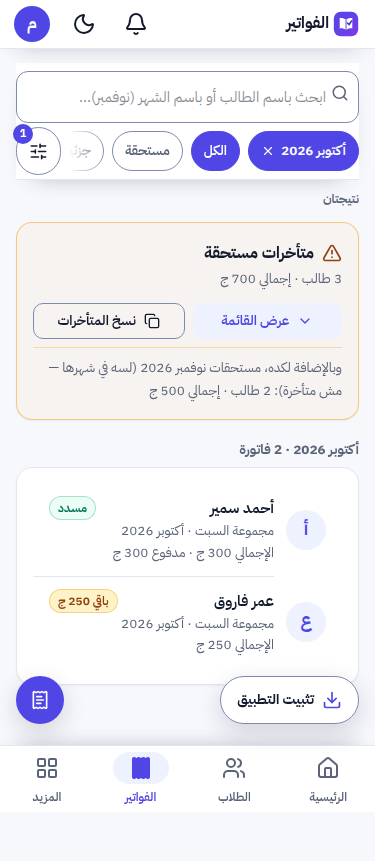 الفواتير
م
ابحث باسم الطالب أو باسم الشهر (نوفمبر)...
أكتوبر 2026 ×
الكل
مستحقة
1
نتيجتان
متأخرات مستحقة
3 طالب · إجمالي 700 ج
عرض القائمة
نسخ المتأخرات
وبالإضافة لكده، مستحقات نوفمبر 2026 (لسه في شهرها —
مش متأخرة): 2 طالب · إجمالي 500 ج
أكتوبر 2026 · 2 فاتورة
أ
أحمد سمير
مسدد
مجموعة السبت · أكتوبر 2026
الإجمالي 300 ج · مدفوع 300 ج
ع
عمر فاروق
باقي 250 ج
مجموعة السبت · أكتوبر 2026
الإجمالي 250 ج
تثبيت التطبيق
الرئيسية
الطلاب
الفواتير
المزيد